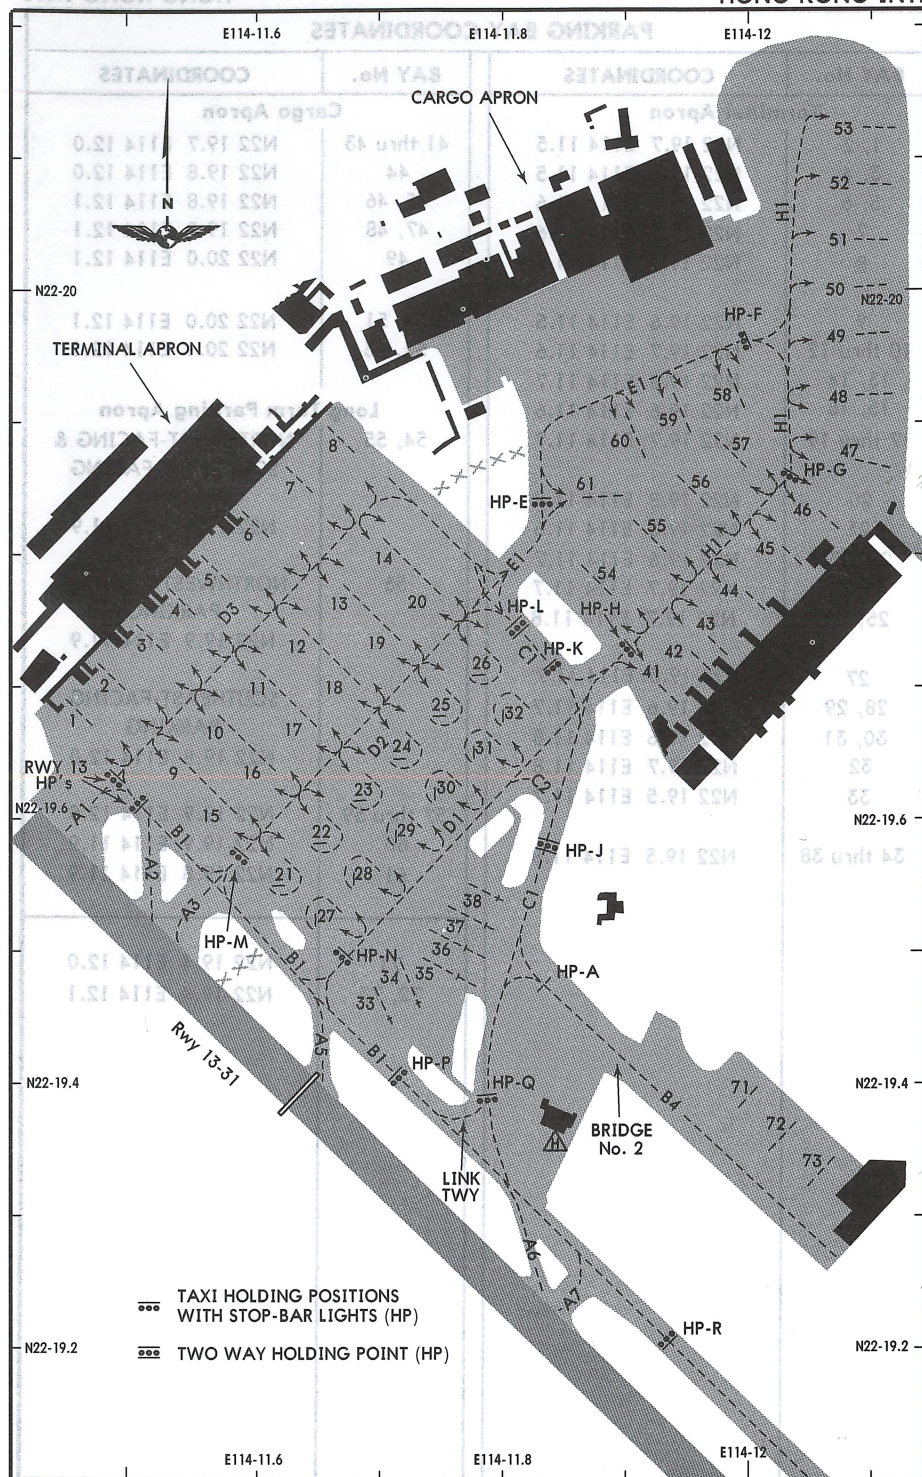 HONG KONG INT
E114-11.6
E114-11.8
E114-12
CARGO APRON
N
53
52
H1
51
50
N22-20
N22-20
HP-F
49
TERMINAL APRON
E1
58
48
59
H1
60
57
47
8
HP-G
7
61
56
46
HP-E
6
55
H1
45
14
E1
5
54
44
D3
13
20
4
HP-L
HP-H
43
3
12
19
C1
HP-K
42
26
41
2
11
18
25
32
1
10
17
D2
24
31
RWY 13
HP's
9
16
23
30
C2
N22-19.6
A1
15
D1
N22-19.6
B1
22
29
HP-J
A2
21
28
38
C1
A3
27
37
HP-M
HP-N
36
HP-A
B1
34
35
33
Rwy 13-31
A5
B1
HP-P
N22-19.4
HP-Q
71
N22-19.4
B4
72
H
BRIDGE
No. 2
73
LINK
TWY
A6
A7
TAXI HOLDING POSITIONS
WITH STOP-BAR LIGHTS (HP)
HP-R
N22-19.2
TWO WAY HOLDING POINT (HP)
N22-19.2
E114-11.6
E114-11.8
E114-12